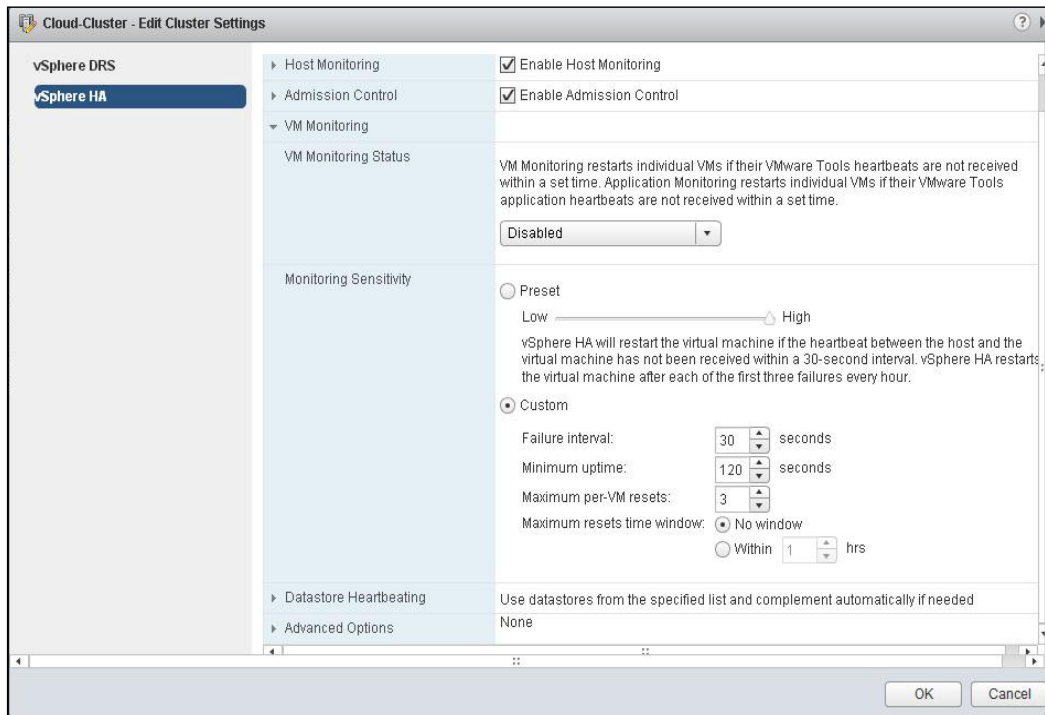 Cloud-Cluster - Edit Cluster Settings
?
vSphere DRS
vSphere HA
Host Monitoring
Enable Host Monitoring
Admission Control
Enable Admission Control
VM Monitoring
VM Monitoring Status
VM Monitoring restarts individual VMs if their VMware Tools heartbeats are not received
within a set time. Application Monitoring restarts individual VMs if their VMware Tools
application heartbeats are not received within a set time.
Disabled
Monitoring Sensitivity
Preset
Low High
vSphere HA will restart the virtual machine if the heartbeat between the host and the
virtual machine has not been received within a 30-second interval. vSphere HA restarts
the virtual machine after each of the first three failures every hour.
Custom
Failure interval: 30 seconds
Minimum uptime: 120 seconds
Maximum per-VM resets: 3
Maximum resets time window: No window
Within 1 hrs
Datastore Heartbeating
Use datastores from the specified list and complement automatically if needed
Advanced Options
None
OK Cancel